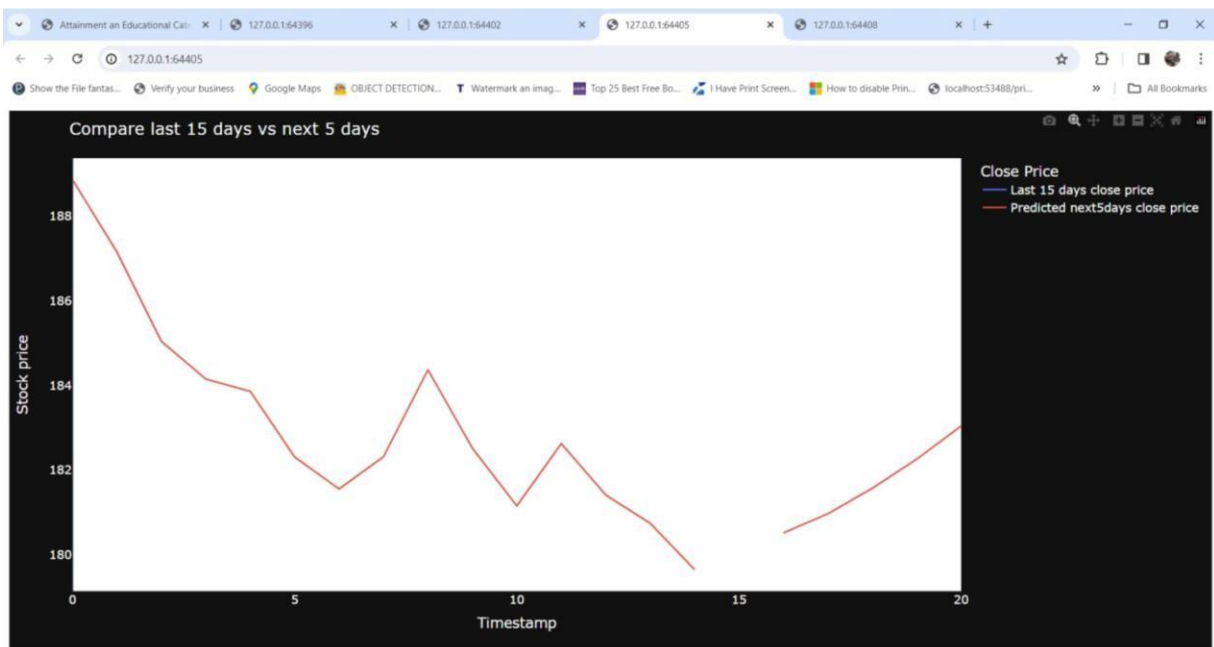 Attainment an Educational Cate
127.0.0.1:64396
127.0.0.1:64402
127.0.0.1:64405
127.0.0.1:64408
127.0.0.1:64405
Show the File fantas...
Verify your business
Google Maps
OBJECT DETECTION...
T Watermark an imag...
Top 25 Best Free Bo...
I Have Print Screen...
How to disable Prin...
localhost:53488/pri...
»
All Bookmarks
Compare last 15 days vs next 5 days
Close Price
Last 15 days close price
Predicted next5days close price
188
186
184
182
180
Stock price
0 5 10 15 20
Timestamp